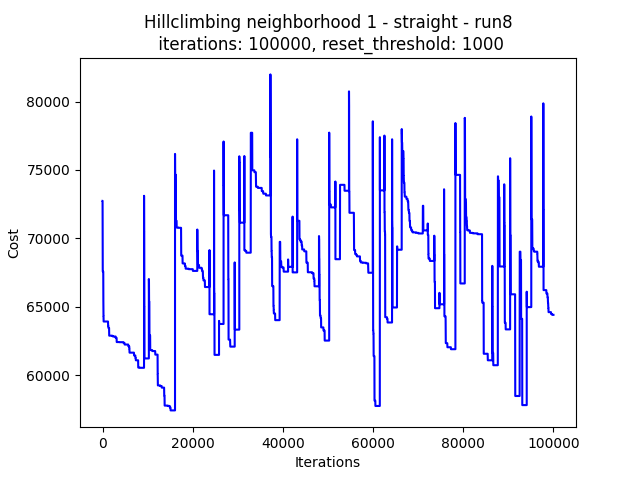 Hillclimbing neighborhood 1 - straight - run8
iterations: 100000, reset_threshold: 1000
80000
75000
70000
65000
60000
Cost
0
20000
40000
60000
80000
100000
Iterations